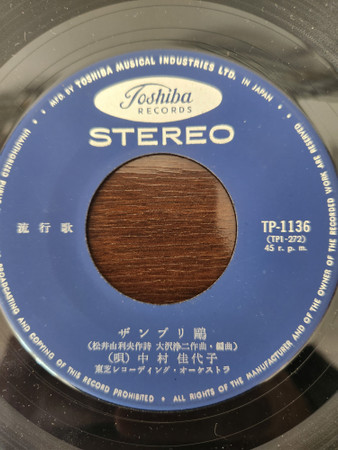 MFD. BY TOSHIBA MUSICAL INDUSTRIES LTD. IN JAPAN
Toshiba
RECORDS
STEREO
流行歌
TP-1136
(TP1-272)
45 r. p. m.
ザンブリ鷗
(松井由利夫作詩 大沢浄二作曲・編曲)
(唄) 中村佳代子
東芝レコーディング・オーケストラ
ALL RIGHTS OF THE MANUFACTURER AND OF THE OWNER OF THE RECORDED WORK ARE RESERVED
BROADCASTING AND COPYING OF THIS RECORD PROHIBITED